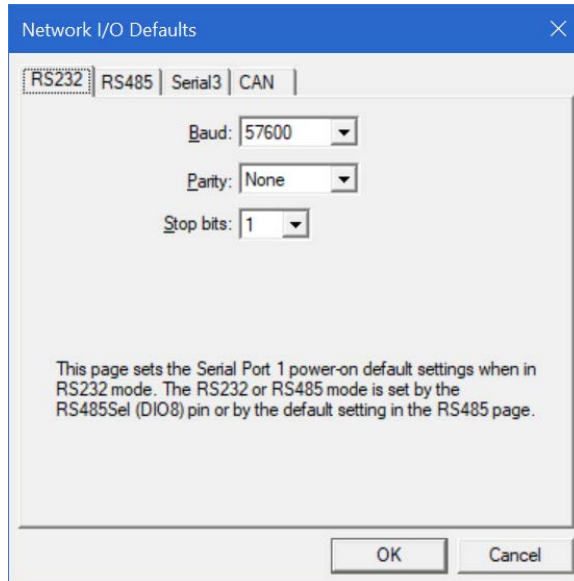 Network I/O Defaults
RS232 RS485 Serial3 CAN
Baud: 57600
Parity: None
Stop bits: 1
This page sets the Serial Port 1 power-on default settings when in
RS232 mode. The RS232 or RS485 mode is set by the
RS485Sel (DIO8) pin or by the default setting in the RS485 page.
OK Cancel